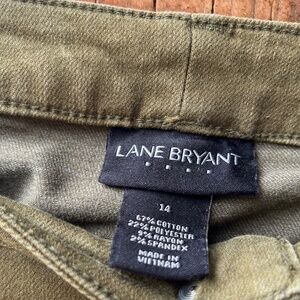 LANE BRYANT
14
67% COTTON
22% POLYESTER
9% RAYON
2% SPANDEX
MADE IN
VIETNAM